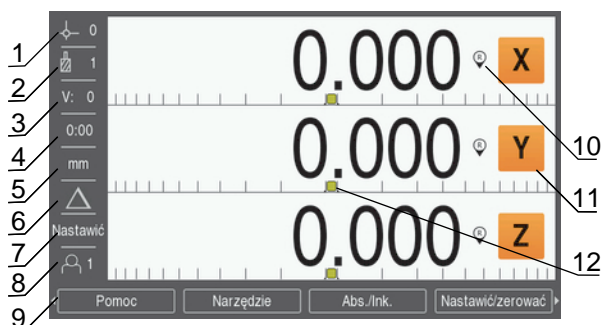 1
2
3
4
5
6
7
8
9
0
1
V: 0
0:00
mm
Nastawić
1
0.000 R X
0.000 R Y
0.000 R Z
10
11
12
Pomoc Narzędzie Abs./Ink. Nastawić/zerować